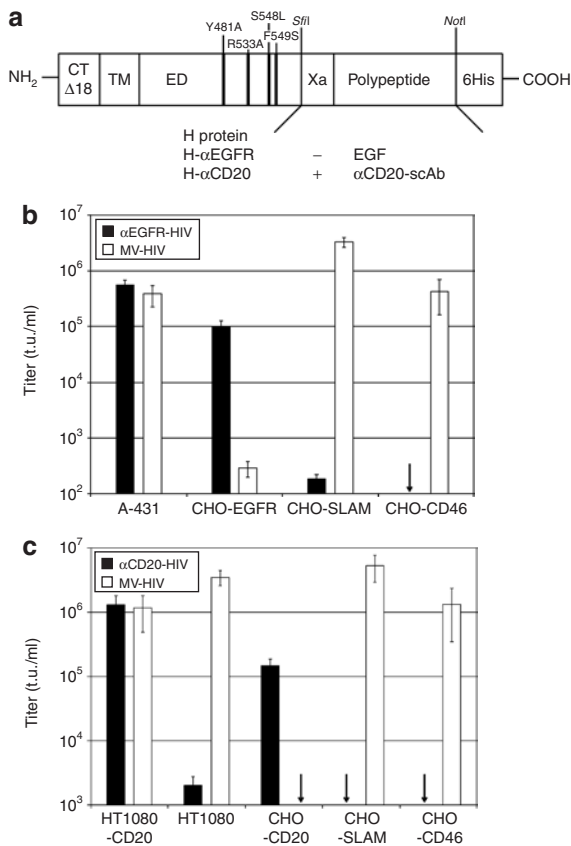 a
Y481A
R533A
S548L
F549S
SfiI
NotI
NH2
CT
Δ18
TM
ED
Xa
Polypeptide
6His
COOH
H protein
H-αEGFR – EGF
H-αCD20 + αCD20-scAb
b
αEGFR-HIV
MV-HIV
Titer (t.u./ml)
10^7
10^6
10^5
10^4
10^3
10^2
A-431 CHO-EGFR CHO-SLAM CHO-CD46
c
αCD20-HIV
MV-HIV
Titer (t.u./ml)
10^7
10^6
10^5
10^4
10^3
HT1080 HT1080 CHO CHO CHO
-CD20 -CD20 -SLAM -CD46